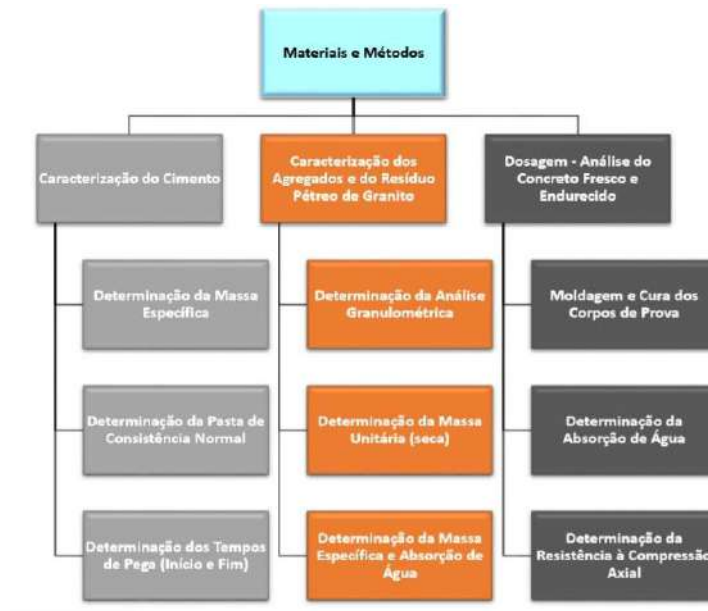 Materiais e Métodos
Caracterização do Cimento
Caracterização dos
Agregados e do Resíduo
Pétreo de Granito
Dosagem - Análise do
Concreto Fresco e
Endurecido
Determinação da Massa
Específica
Determinação da Análise
Granulométrica
Moldagem e Cura dos
Corpos de Prova
Determinação da Pasta de
Consistência Normal
Determinação da Massa
Unitária (seca)
Determinação da
Absorção de Água
Determinação dos Tempos
de Pega (Início e Fim)
Determinação da Massa
Específica e Absorção de
Água
Determinação da
Resistência à Compressão
Axial